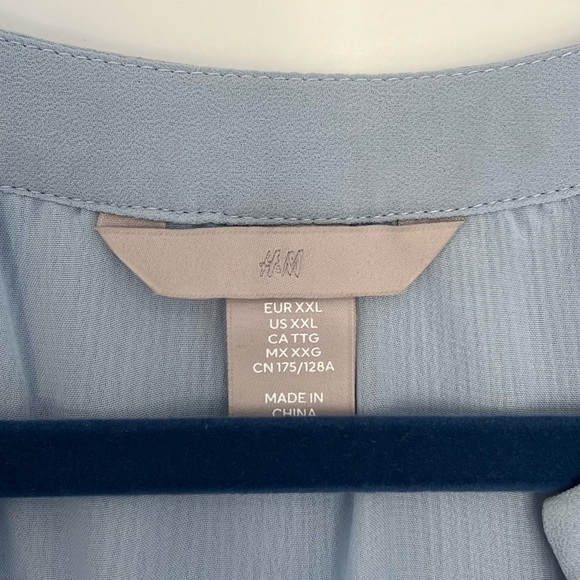 H&M
EUR XXL
US XXL
CA TTG
MX XXG
CN 175/128A
MADE IN
CHINA